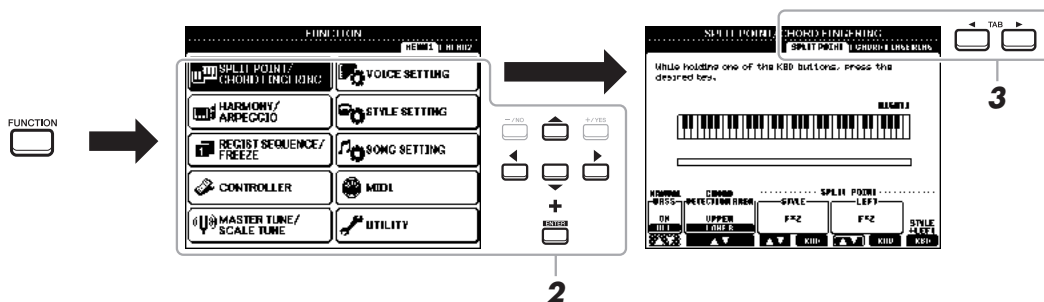 FUNCTION
FUNCTION
MENU1 MENU2
SPLIT POINT/
CHORD FINGERING
VOICE SETTING
HARMONY/
ARPEGGIO
STYLE SETTING
REGIST SEQUENCE/
FREEZE
SONG SETTING
CONTROLLER
MIDI
MASTER TUNE/
SCALE TUNE
UTILITY
-/NO
+/YES
+
ENTER
2
SPLIT POINT/CHORD FINGERING
SPLIT POINT CHORD FINGERING
While holding one of the KBD buttons, press the
desired key.
RIGHT1
MANUAL
BASS
ON
OFF
CHORD
DETECTION AREA
UPPER
LOWER
SPLIT POINT
STYLE
F#2
KBD
LEFT
F#2
KBD
STYLE
+LEFT
KBD
TAB
3